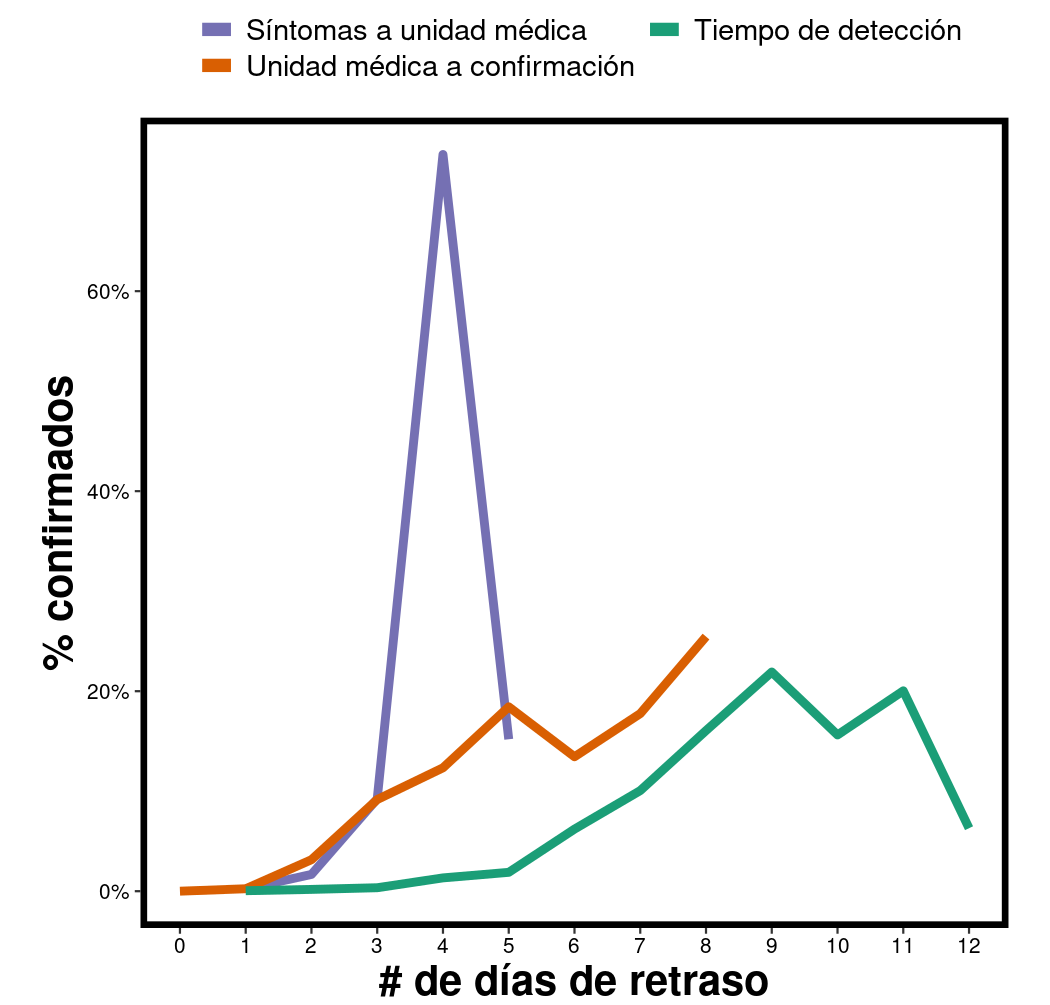 Síntomas a unidad médica
Tiempo de detección
Unidad médica a confirmación
% confirmados
60%
40%
20%
0%
0 1 2 3 4 5 6 7 8 9 10 11 12
# de días de retraso